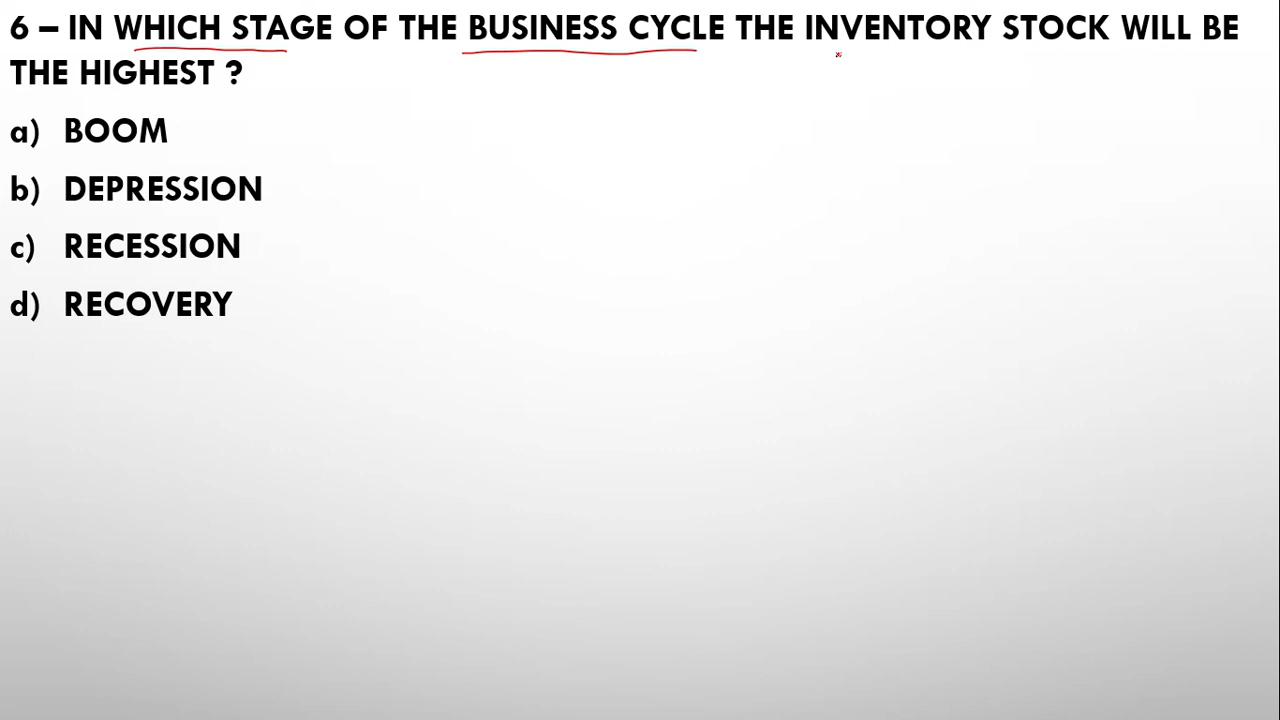 6 – IN WHICH STAGE OF THE BUSINESS CYCLE THE INVENTORY STOCK WILL BE
THE HIGHEST ?
a) BOOM
b) DEPRESSION
c) RECESSION
d) RECOVERY